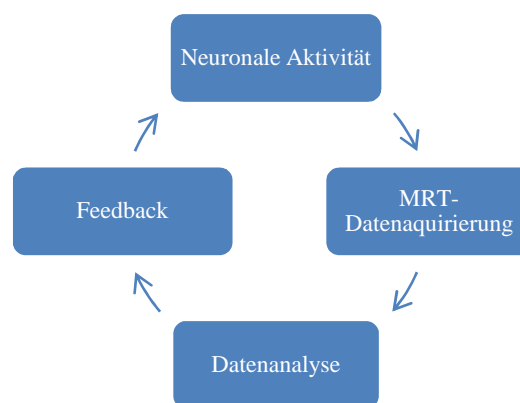 Neuronale Aktivität
MRT-
Datenaquirierung
Datenanalyse
Feedback